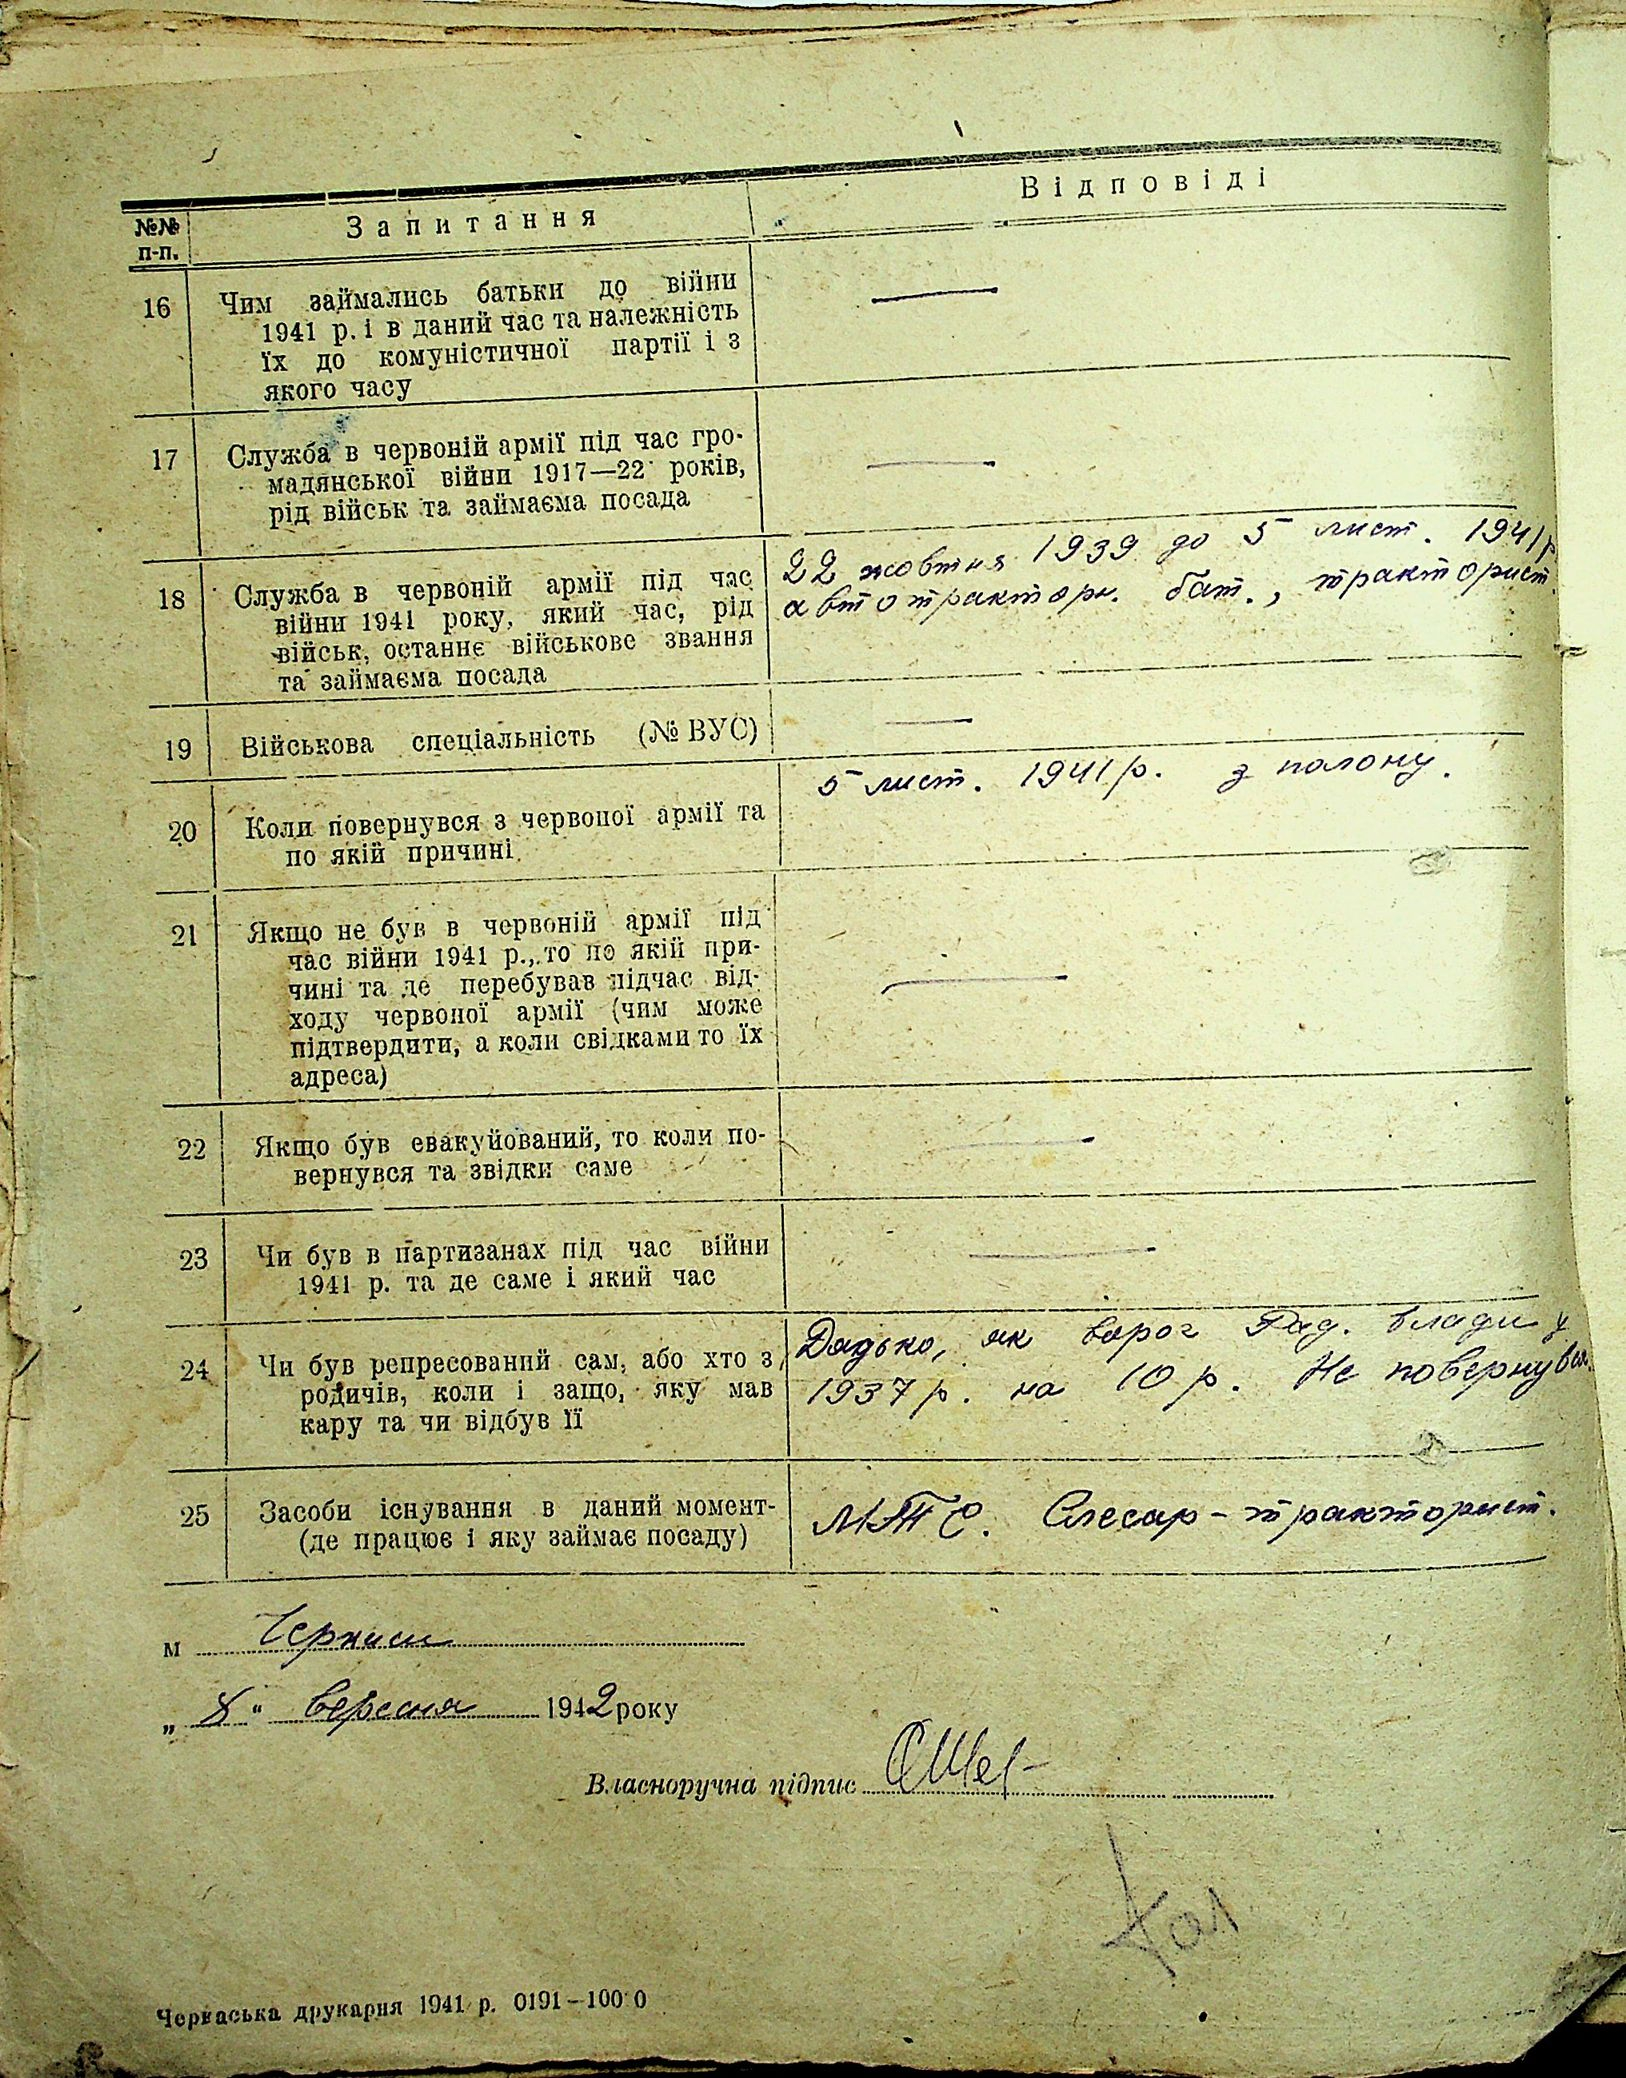 №№ п-п. Запитання Відповіді
16 Чим займались батьки до війни
1941 р. і в даний час та належність
їх до комуністичної партії і з
якого часу
17 Служба в червоній армії під час гро-
мадянської війни 1917—22 років,
рід військ та займаєма посада
18 Служба в червоній армії під час
війни 1941 року, який час, рід
військ, останнє військове звання
та займаєма посада
22 жовтня 1939 до 5 лист. 1941 р
автотракторн. бат., тракторист
19 Військова спеціальність (№ ВУС)
20 Коли повернувся з червоної армії та
по якій причині
5 лист. 1941 р. з полону.
21 Якщо не був в червоній армії під
час війни 1941 р., то по якій при-
чині та де перебував підчас від-
ходу червоної армії (чим може
підтвердити, а коли свідками то їх
адреса)
22 Якщо був евакуйований, то коли по-
вернувся та звідки саме
23 Чи був в партизанах під час війни
1941 р. та де саме і який час
24 Чи був репресований сам, або хто з
родичів, коли і защо, яку мав
кару та чи відбув її
Дядько, як ворог Рад. влади у
1937 р. на 10 р. Не повернувся.
25 Засоби існування в даний момент-
(де працює і яку займає посаду)
МТС. Слесар-тракторист.
м Черкаси
„ 8 " вересня 1942 року
Власноручна підпис
Черкаська друкарня 1941 р. 0191-100 0